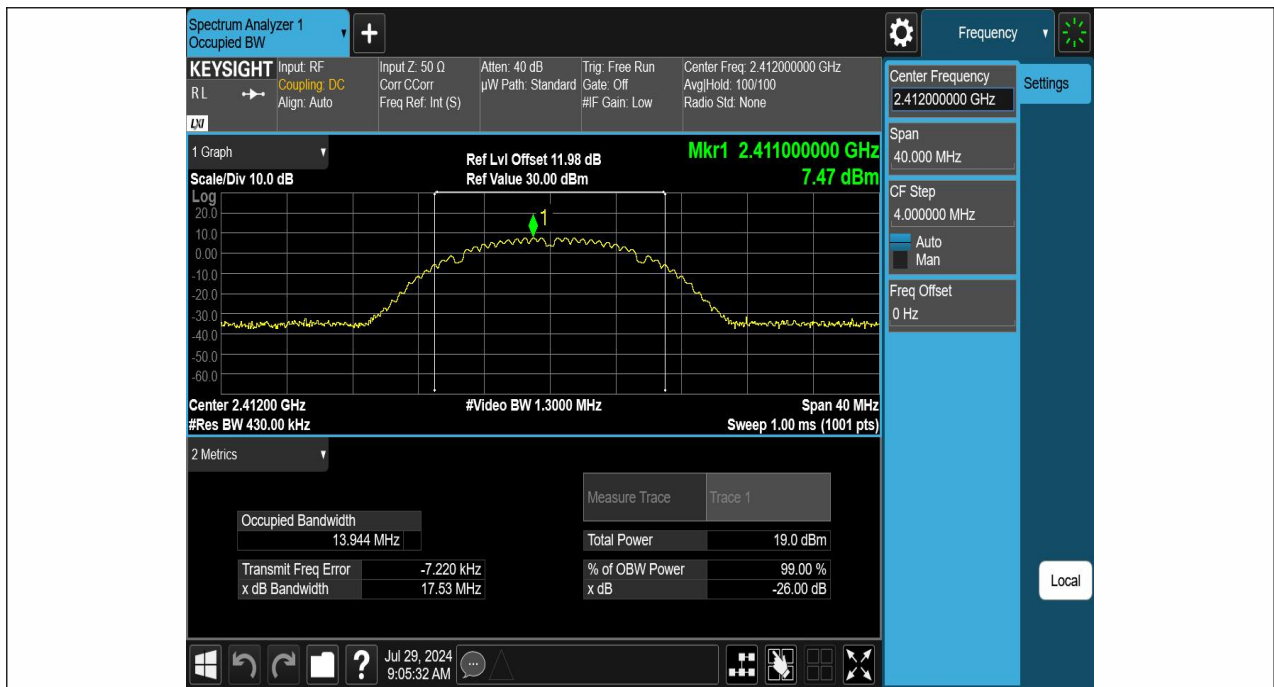 Spectrum Analyzer 1
Occupied BW
+
Frequency
KEYSIGHT
R L
LXI
Input: RF
Coupling: DC
Align: Auto
Input Z: 50 Ω
Corr CCorr
Freq Ref: Int (S)
Atten: 40 dB
µW Path: Standard
Trig: Free Run
Gate: Off
#IF Gain: Low
Center Freq: 2.412000000 GHz
Avg|Hold: 100/100
Radio Std: None
Center Frequency
2.412000000 GHz
Settings
Span
40.000 MHz
CF Step
4.000000 MHz
Auto
Man
Freq Offset
0 Hz
Local
1 Graph
Scale/Div 10.0 dB
Ref Lvl Offset 11.98 dB
Ref Value 30.00 dBm
Mkr1 2.411000000 GHz
7.47 dBm
Log
20.0
10.0
0.00
-10.0
-20.0
-30.0
-40.0
-50.0
-60.0
1
Center 2.41200 GHz
#Video BW 1.3000 MHz
Span 40 MHz
#Res BW 430.00 kHz
Sweep 1.00 ms (1001 pts)
2 Metrics
Measure Trace Trace 1
Occupied Bandwidth
13.944 MHz
Total Power 19.0 dBm
Transmit Freq Error -7.220 kHz
% of OBW Power 99.00 %
x dB Bandwidth 17.53 MHz
x dB -26.00 dB
?
Jul 29, 2024
9:05:32 AM